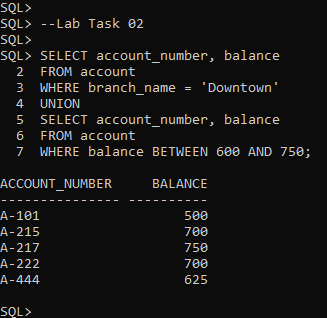 SQL>
SQL> --Lab Task 02
SQL>
SQL> SELECT account_number, balance
  2  FROM account
  3  WHERE branch_name = 'Downtown'
  4  UNION
  5  SELECT account_number, balance
  6  FROM account
  7  WHERE balance BETWEEN 600 AND 750;

ACCOUNT_NUMBER     BALANCE
--------------- ----------
A-101                  500
A-215                  700
A-217                  750
A-222                  700
A-444                  625

SQL>